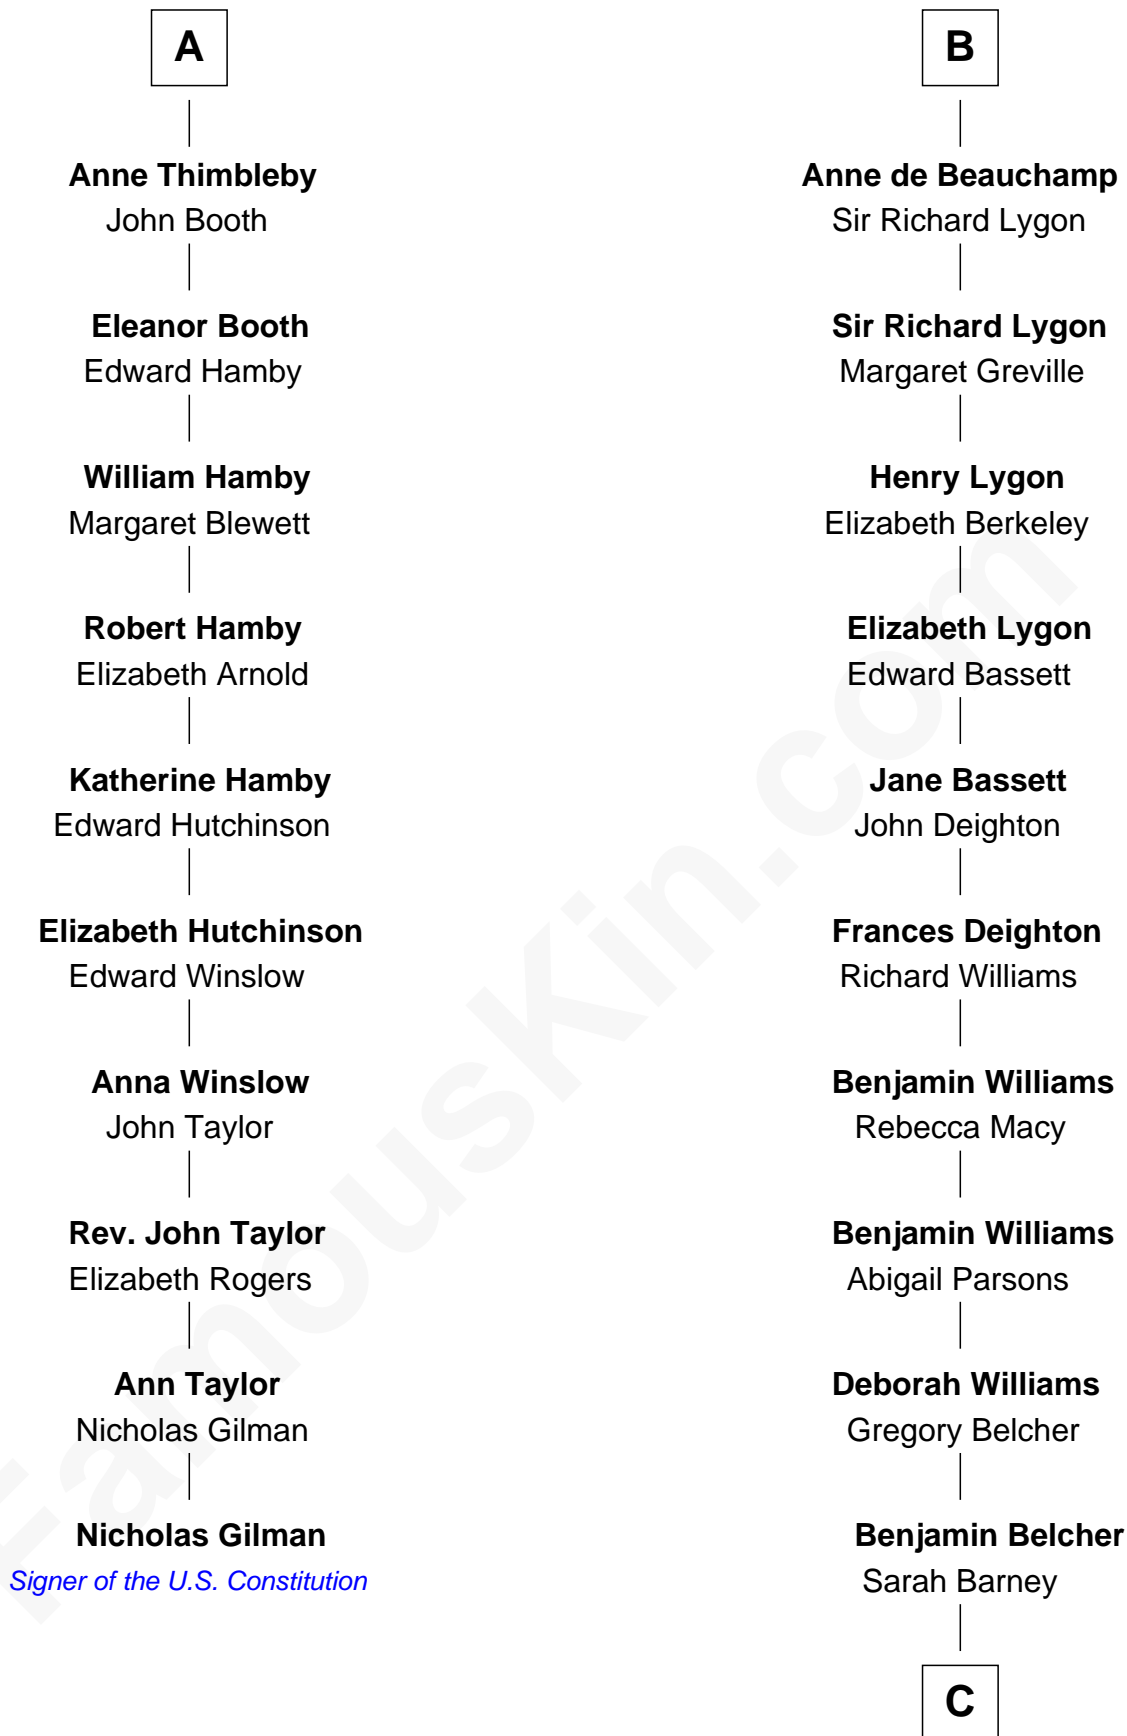 A
Anne Thimbleby
John Booth
Eleanor Booth
Edward Hamby
William Hamby
Margaret Blewett
Robert Hamby
Elizabeth Arnold
Katherine Hamby
Edward Hutchinson
Elizabeth Hutchinson
Edward Winslow
Anna Winslow
John Taylor
Rev. John Taylor
Elizabeth Rogers
Ann Taylor
Nicholas Gilman
Nicholas Gilman
Signer of the U.S. Constitution
B
Anne de Beauchamp
Sir Richard Lygon
Sir Richard Lygon
Margaret Greville
Henry Lygon
Elizabeth Berkeley
Elizabeth Lygon
Edward Bassett
Jane Bassett
John Deighton
Frances Deighton
Richard Williams
Benjamin Williams
Rebecca Macy
Benjamin Williams
Abigail Parsons
Deborah Williams
Gregory Belcher
Benjamin Belcher
Sarah Barney
C
FamousKin.com